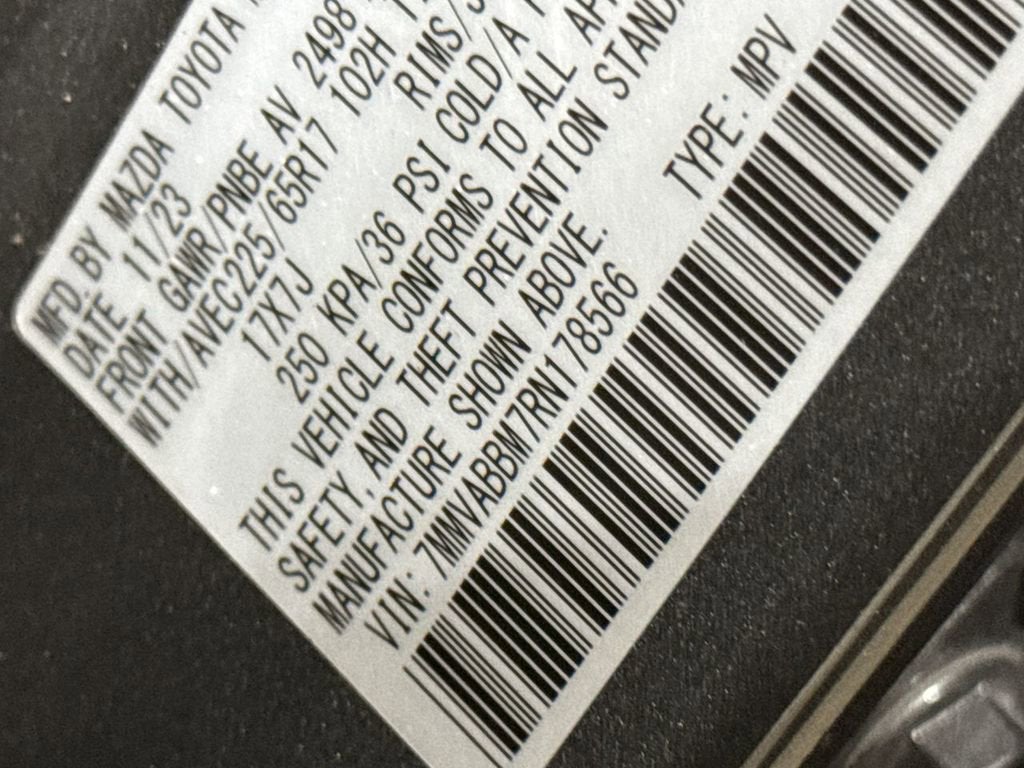 MFD.BY MAZDA TOYOTA
DATE 11/23
FRONT GAWR/PNBE AV 2498
WITH/AVEC225/65R17 102H
17X7J RIMS/
250 KPA/36 PSI COLD/A
THIS VEHICLE CONFORMS TO ALL
SAFETY, AND THEFT PREVENTION
MANUFACTURE SHOWN ABOVE.
VIN: 7MMVABBM7RN178566 TYPE: MPV